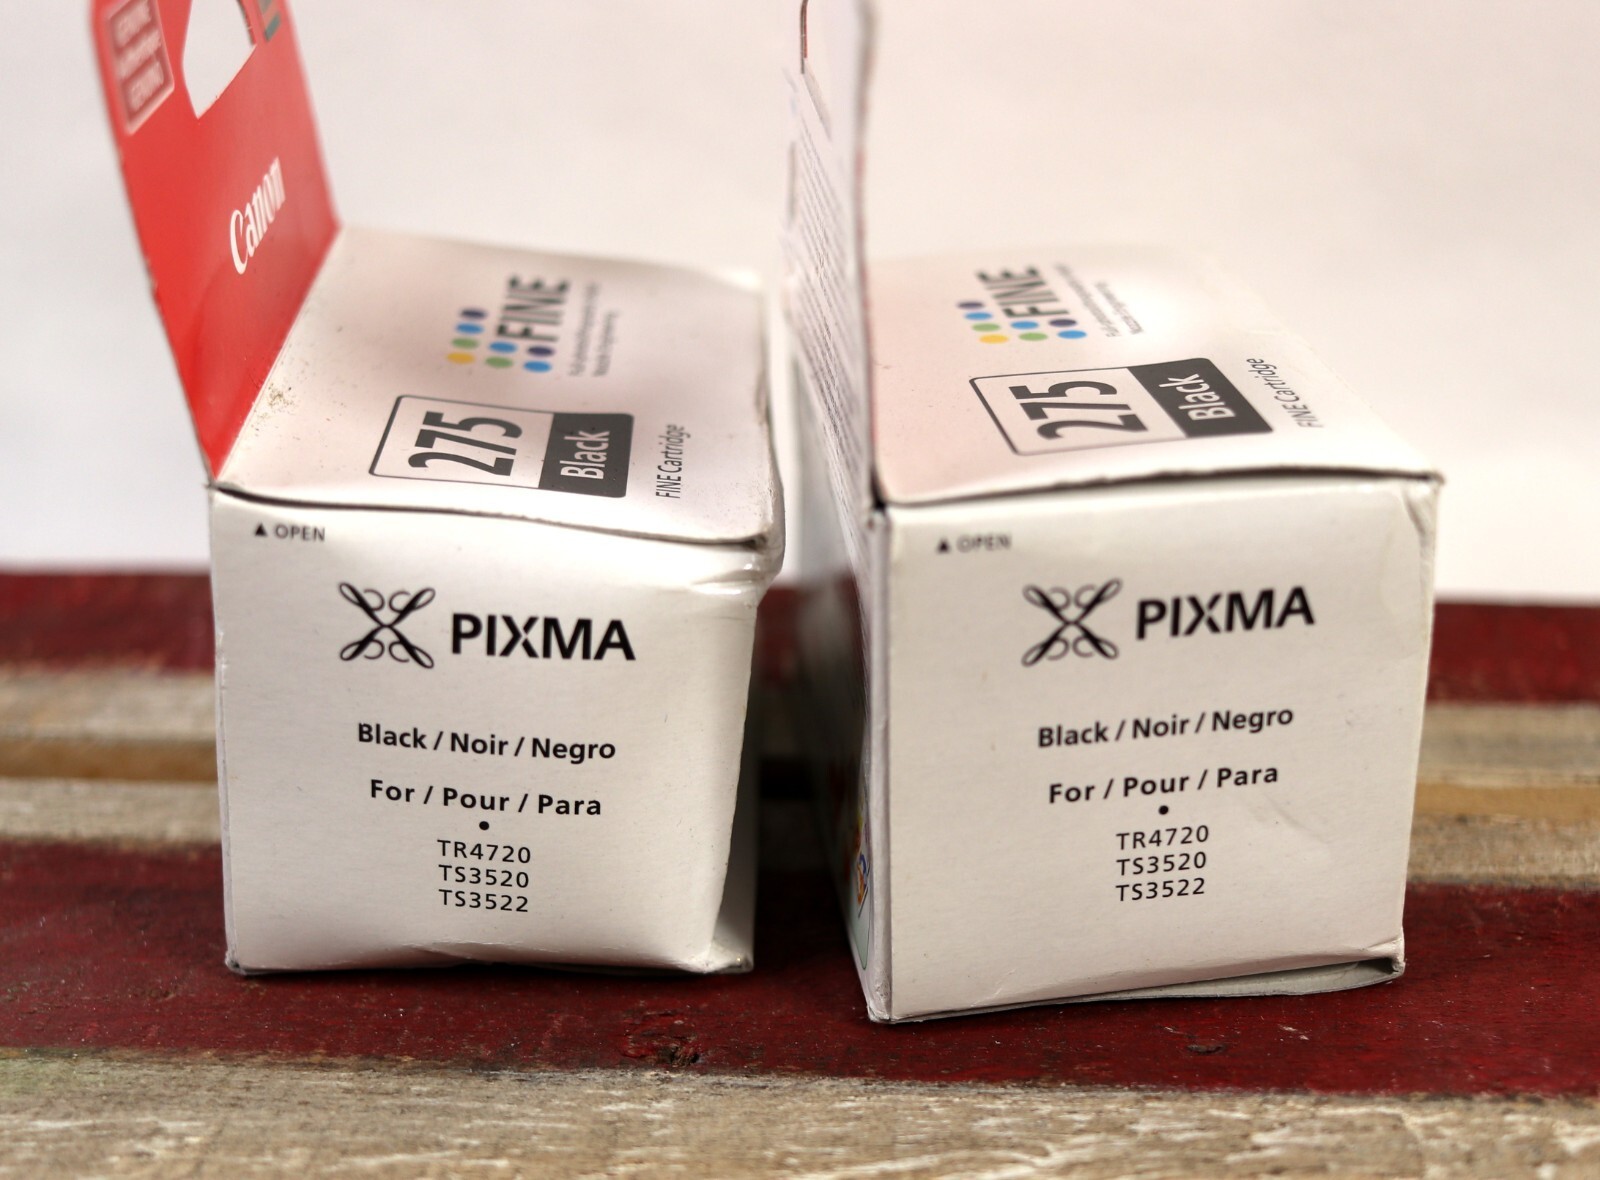 Canon
FINE
275
Black
FINE Cartridge
▲ OPEN
PIXMA
Black / Noir / Negro
For / Pour / Para
•
TR4720
TS3520
TS3522
FINE
275
Black
FINE Cartridge
▲ OPEN
PIXMA
Black / Noir / Negro
For / Pour / Para
•
TR4720
TS3520
TS3522